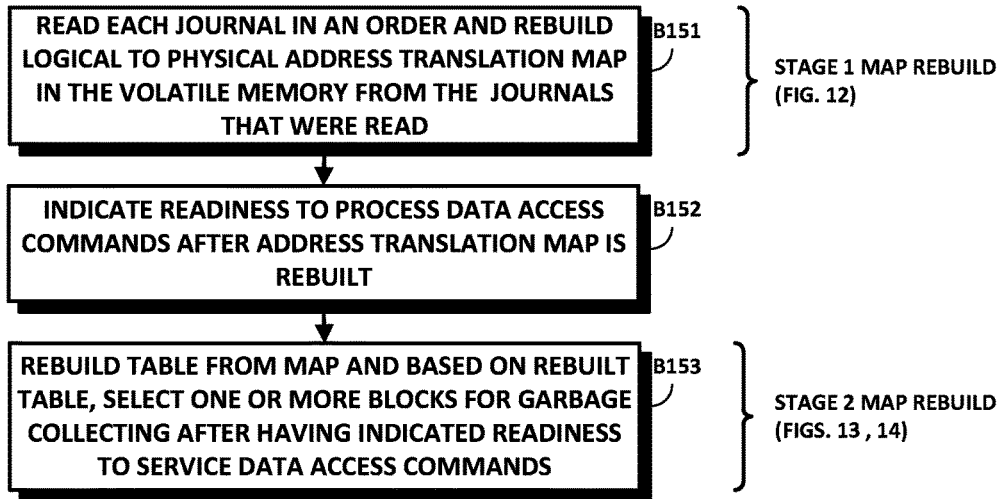 READ EACH JOURNAL IN AN ORDER AND REBUILD
LOGICAL TO PHYSICAL ADDRESS TRANSLATION MAP
IN THE VOLATILE MEMORY FROM THE JOURNALS
THAT WERE READ
B151
STAGE 1 MAP REBUILD
(FIG. 12)
INDICATE READINESS TO PROCESS DATA ACCESS
COMMANDS AFTER ADDRESS TRANSLATION MAP IS
REBUILT
B152
REBUILD TABLE FROM MAP AND BASED ON REBUILT
TABLE, SELECT ONE OR MORE BLOCKS FOR GARBAGE
COLLECTING AFTER HAVING INDICATED READINESS
TO SERVICE DATA ACCESS COMMANDS
B153
STAGE 2 MAP REBUILD
(FIGS. 13 , 14)